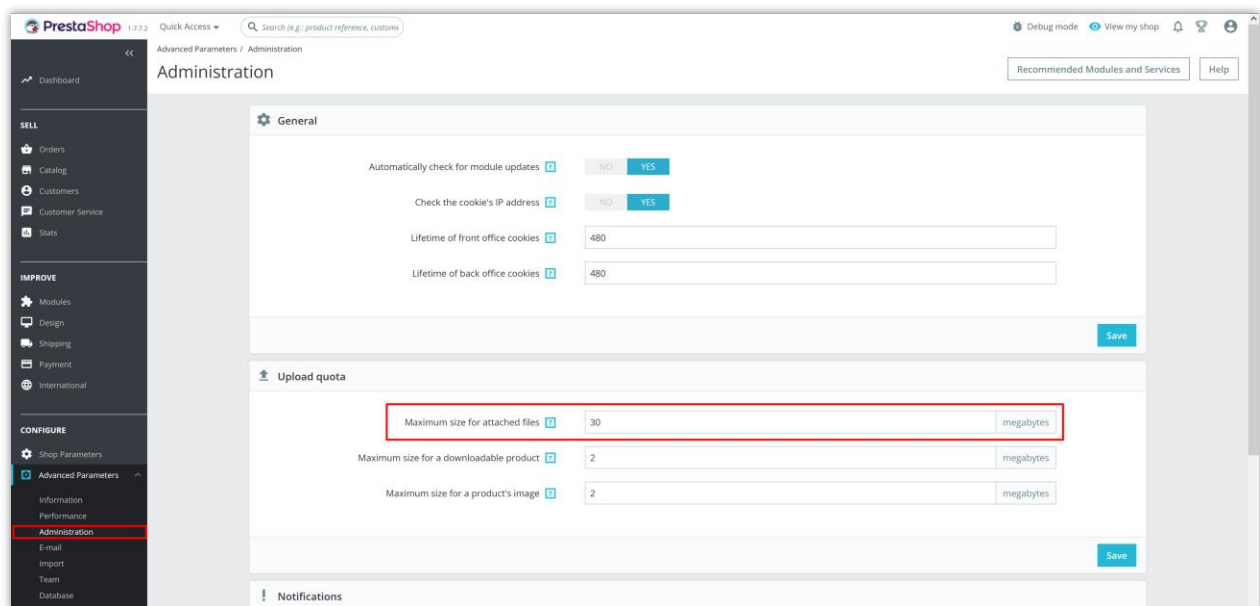 PrestaShop 1.7.7.2 Quick Access Search (e.g.: product reference, custome Debug mode View my shop
Advanced Parameters / Administration
Administration
Recommended Modules and Services Help
Dashboard
SELL
Orders
Catalog
Customers
Customer Service
Stats
IMPROVE
Modules
Design
Shipping
Payment
International
CONFIGURE
Shop Parameters
Advanced Parameters
Information
Performance
Administration
E-mail
Import
Team
Database
General
Automatically check for module updates ? NO YES
Check the cookie's IP address ? NO YES
Lifetime of front office cookies ? 480
Lifetime of back office cookies ? 480
Save
Upload quota
Maximum size for attached files ? 30 megabytes
Maximum size for a downloadable product ? 2 megabytes
Maximum size for a product's image ? 2 megabytes
Save
Notifications